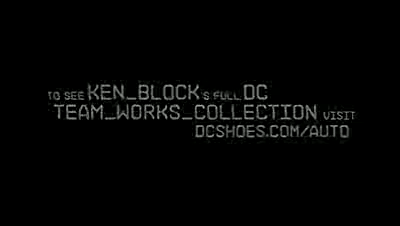 TO SEE KEN_BLOCK'S FULL DC
TEAM_WORKS_COLLECTION VISIT
DCSHOES.COM/AUTO